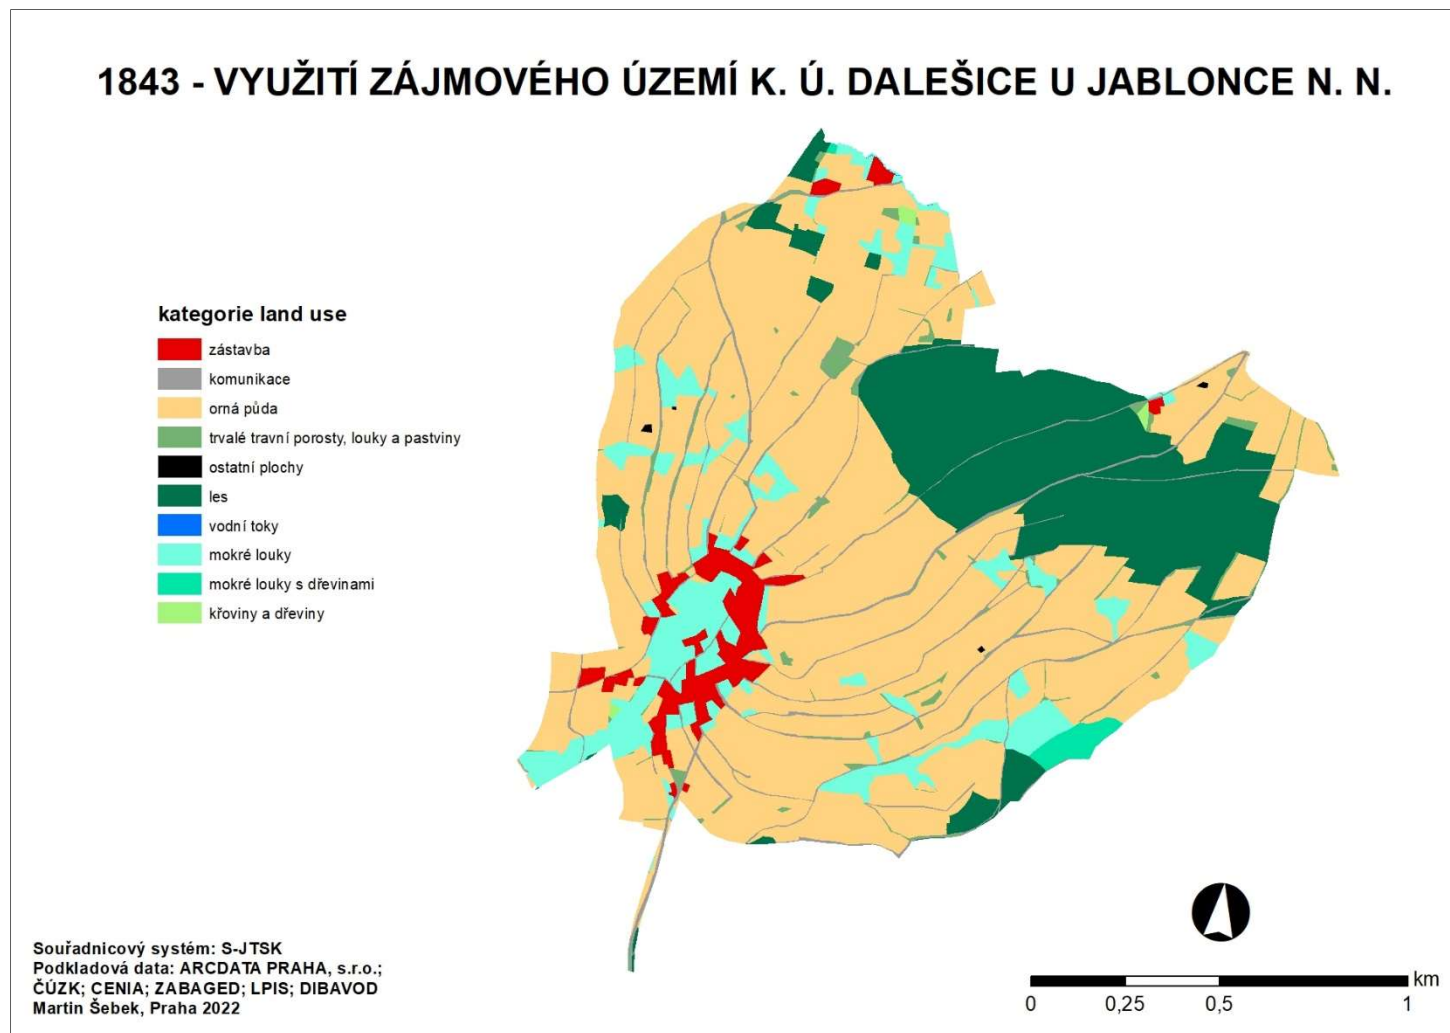 1843 - VYUŽITÍ ZÁJMOVÉHO ÚZEMÍ K. Ú. DALEŠICE U JABLONCE N. N.
kategorie land use
zástavba
komunikace
orná půda
trvalé travní porosty, louky a pastviny
ostatní plochy
les
vodní toky
mokré louky
mokré louky s dřevinami
křoviny a dřeviny
Souřadnicový systém: S-JTSK
Podkladová data: ARCDATA PRAHA, s.r.o.;
ČÚZK; CENIA; ZABAGED; LPIS; DIBAVOD
Martin Šebek, Praha 2022
km
0 0,25 0,5 1